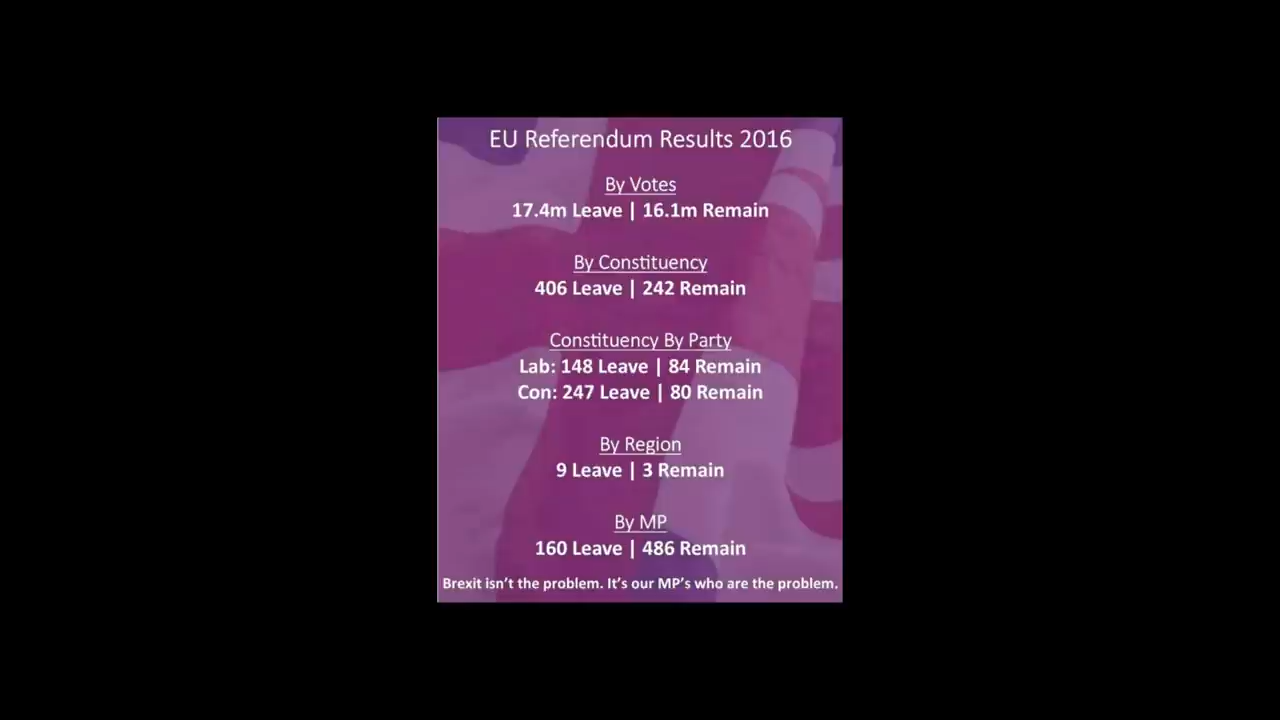 EU Referendum Results 2016
By Votes
17.4m Leave | 16.1m Remain
By Constituency
406 Leave | 242 Remain
Constituency By Party
Lab: 148 Leave | 84 Remain
Con: 247 Leave | 80 Remain
By Region
9 Leave | 3 Remain
By MP
160 Leave | 486 Remain
Brexit isn't the problem. It's our MP's who are the problem.